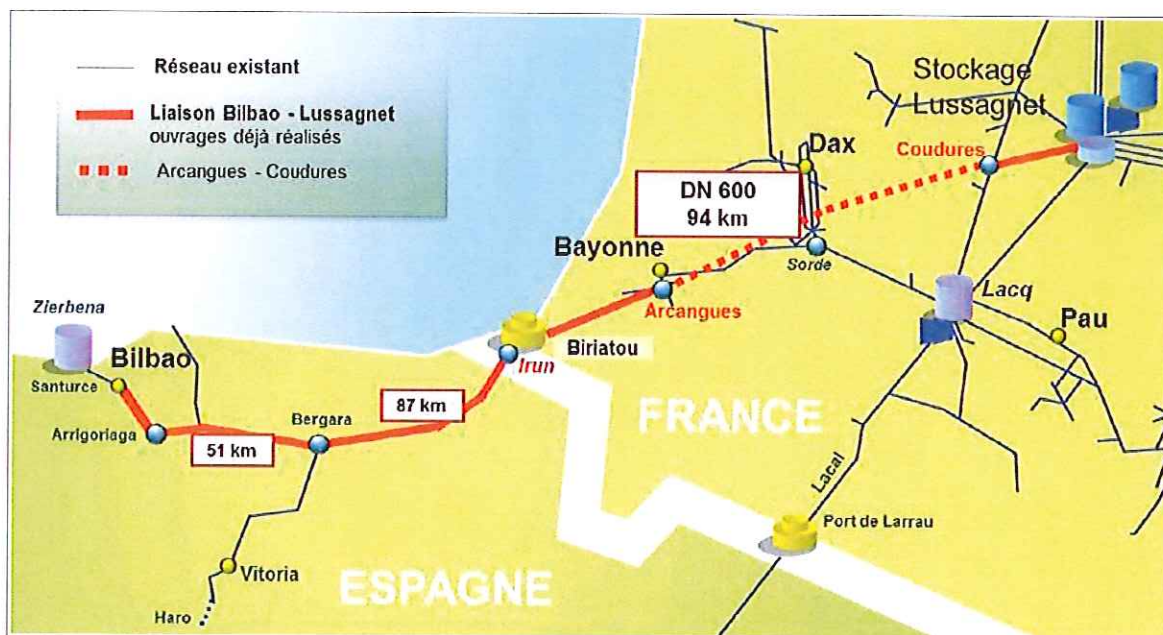 Réseau existant
Liaison Bilbao - Lussagnet
ouvrages déjà réalisés
Arcangues - Coudures
Stockage
Lussagnet
Coudures
Dax
DN 600
94 km
Bayonne
Sorde
Arcangues
Lacq
Pau
Zierbena
Bilbao
Santurce
Biriatou
Irun
87 km
Bergara
Arrigoriaga
51 km
FRANCE
Lacal
Port de Larrau
Vitoria
ESPAGNE
Haro